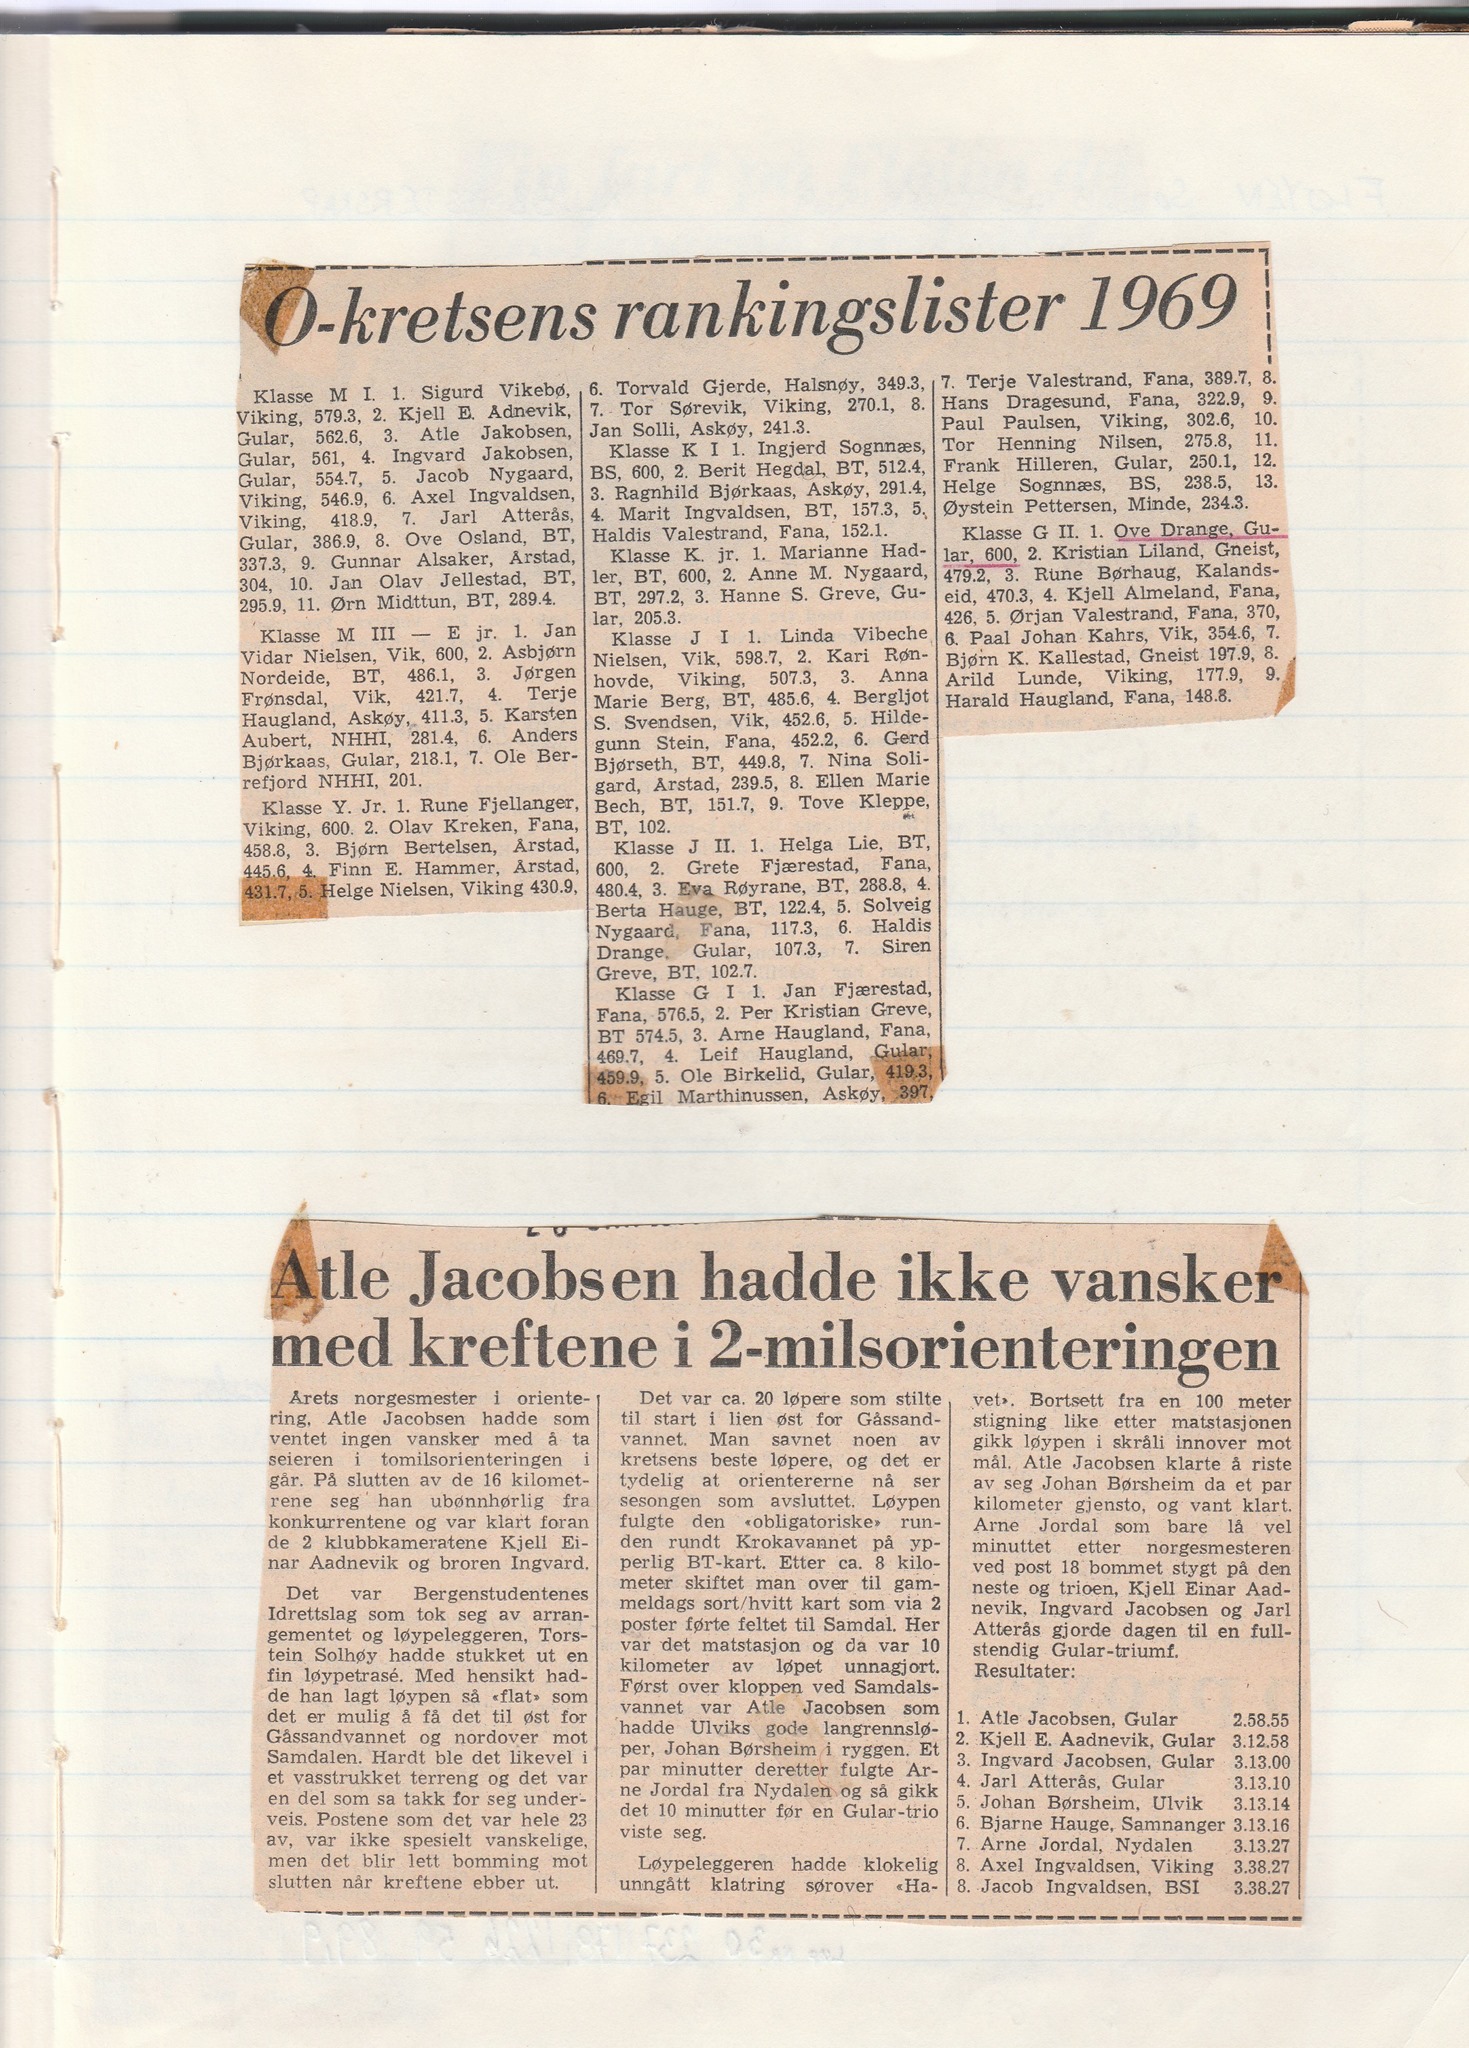 O-kretsens rankingslister 1969
Klasse M I. 1. Sigurd Vikebø,
Viking, 579.3, 2. Kjell E. Adnevik,
Gular, 562.6, 3. Atle Jakobsen,
Gular, 561, 4. Ingvard Jakobsen,
Gular, 554.7, 5. Jacob Nygaard,
Viking, 546.9, 6. Axel Ingvaldsen,
Viking, 418.9, 7. Jarl Atterås,
Gular, 386.9, 8. Ove Osland, BT,
337.3, 9. Gunnar Alsaker, Årstad,
304, 10. Jan Olav Jellestad, BT,
295.9, 11. Ørn Midttun, BT, 289.4.
Klasse M III — E jr. 1. Jan
Vidar Nielsen, Vik, 600, 2. Asbjørn
Nordeide, BT, 486.1, 3. Jørgen
Frønsdal, Vik, 421.7, 4. Terje
Haugland, Askøy, 411.3, 5. Karsten
Aubert, NHHI, 281.4, 6. Anders
Bjørkaas, Gular, 218.1, 7. Ole Ber-
refjord NHHI, 201.
Klasse Y. Jr. 1. Rune Fjellanger,
Viking, 600. 2. Olav Kreken, Fana,
458.8, 3. Bjørn Bertelsen, Årstad,
445.6, 4. Finn E. Hammer, Årstad,
431.7, 5. Helge Nielsen, Viking 430.9,
6. Torvald Gjerde, Halsnøy, 349.3,
7. Tor Sørevik, Viking, 270.1, 8.
Jan Solli, Askøy, 241.3.
Klasse K I 1. Ingjerd Sognnæs,
BS, 600, 2. Berit Hegdal, BT, 512.4,
3. Ragnhild Bjørkaas, Askøy, 291.4,
4. Marit Ingvaldsen, BT, 157.3, 5.
Haldis Valestrand, Fana, 152.1.
Klasse K. jr. 1. Marianne Had-
ler, BT, 600, 2. Anne M. Nygaard,
BT, 297.2, 3. Hanne S. Greve, Gu-
lar, 205.3.
Klasse J I 1. Linda Vibeche
Nielsen, Vik, 598.7, 2. Kari Røn-
hovde, Viking, 507.3, 3. Anna
Marie Berg, BT, 485.6, 4. Bergljot
S. Svendsen, Vik, 452.6, 5. Hilde-
gunn Stein, Fana, 452.2, 6. Gerd
Bjørseth, BT, 449.8, 7. Nina Soli-
gard, Årstad, 239.5, 8. Ellen Marie
Bech, BT, 151.7, 9. Tove Kleppe,
BT, 102.
Klasse J II. 1. Helga Lie, BT,
600, 2. Grete Fjærestad, Fana,
480.4, 3. Eva Røyrane, BT, 288.8, 4.
Berta Hauge, BT, 122.4, 5. Solveig
Nygaard, Fana, 117.3, 6. Haldis
Drange, Gular, 107.3, 7. Siren
Greve, BT, 102.7.
Klasse G I 1. Jan Fjærestad,
Fana, 576.5, 2. Per Kristian Greve,
BT 574.5, 3. Arne Haugland, Fana,
469.7, 4. Leif Haugland, Gular,
459.9, 5. Ole Birkelid, Gular, 419.3,
6. Egil Marthinussen, Askøy, 397,
7. Terje Valestrand, Fana, 389.7, 8.
Hans Dragesund, Fana, 322.9, 9.
Paul Paulsen, Viking, 302.6, 10.
Tor Henning Nilsen, 275.8, 11.
Frank Hilleren, Gular, 250.1, 12.
Helge Sognnæs, BS, 238.5, 13.
Øystein Pettersen, Minde, 234.3.
Klasse G II. 1. Ove Drange, Gu-
lar, 600, 2. Kristian Liland, Gneist,
479.2, 3. Rune Børhaug, Kalands-
eid, 470.3, 4. Kjell Almeland, Fana,
426, 5. Ørjan Valestrand, Fana, 370,
6. Paal Johan Kahrs, Vik, 354.6, 7.
Bjørn K. Kallestad, Gneist 197.9, 8.
Arild Lunde, Viking, 177.9, 9.
Harald Haugland, Fana, 148.8.
Atle Jacobsen hadde ikke vansker
med kreftene i 2-milsorienteringen
Årets norgesmester i oriente-
ring, Atle Jacobsen hadde som
ventet ingen vansker med å ta
seieren i tomilsorienteringen i
går. På slutten av de 16 kilomet-
rene seg han ubønnhørlig fra
konkurrentene og var klart foran
de 2 klubbkameratene Kjell Ei-
nar Aadnevik og broren Ingvard.
Det var Bergenstudentenes
Idrettslag som tok seg av arran-
gementet og løypeleggeren, Tors-
tein Solhøy hadde stukket ut en
fin løypetrasé. Med hensikt had-
de han lagt løypen så «flat» som
det er mulig å få det til øst for
Gåssandvannet og nordover mot
Samdalen. Hardt ble det likevel i
et vasstrukket terreng og det var
en del som sa takk for seg under-
veis. Postene som det var hele 23
av, var ikke spesielt vanskelige,
men det blir lett bomming mot
slutten når kreftene ebber ut.
Det var ca. 20 løpere som stilte
til start i lien øst for Gåssand-
vannet. Man savnet noen av
kretsens beste løpere, og det er
tydelig at orientererne nå ser
sesongen som avsluttet. Løypen
fulgte den «obligatoriske» run-
den rundt Krokavannet på yp-
perlig BT-kart. Etter ca. 8 kilo-
meter skiftet man over til gam-
meldags sort/hvitt kart som via 2
poster førte feltet til Samdal. Her
var det matstasjon og da var 10
kilometer av løpet unnagjort.
Først over kloppen ved Samdals-
vannet var Atle Jacobsen som
hadde Ulviks gode langrennslø-
per, Johan Børsheim i ryggen. Et
par minutter deretter fulgte Ar-
ne Jordal fra Nydalen og så gikk
det 10 minutter før en Gular-trio
viste seg.
Løypeleggeren hadde klokelig
unngått klatring sørover «Ha-
vet». Bortsett fra en 100 meter
stigning like etter matstasjonen
gikk løypen i skråli innover mot
mål. Atle Jacobsen klarte å riste
av seg Johan Børsheim da et par
kilometer gjensto, og vant klart.
Arne Jordal som bare lå vel
minuttet etter norgesmesteren
ved post 18 bommet stygt på den
neste og trioen, Kjell Einar Aad-
nevik, Ingvard Jacobsen og Jarl
Atterås gjorde dagen til en full-
stendig Gular-triumf.
Resultater:
1. Atle Jacobsen, Gular 2.58.55
2. Kjell E. Aadnevik, Gular 3.12.58
3. Ingvard Jacobsen, Gular 3.13.00
4. Jarl Atterås, Gular 3.13.10
5. Johan Børsheim, Ulvik 3.13.14
6. Bjarne Hauge, Samnanger 3.13.16
7. Arne Jordal, Nydalen 3.13.27
8. Axel Ingvaldsen, Viking 3.38.27
8. Jacob Ingvaldsen, BSI 3.38.27